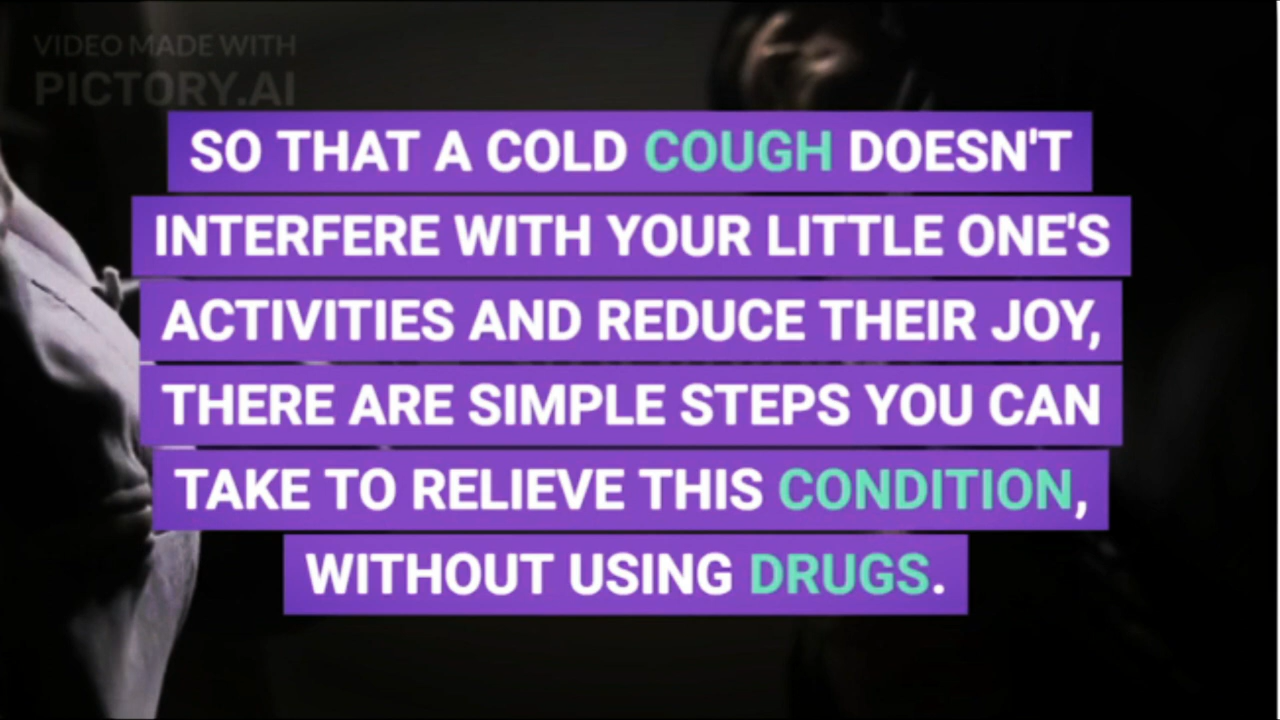 VIDEO MADE WITH
PICTORY.AI
SO THAT A COLD COUGH DOESN'T
INTERFERE WITH YOUR LITTLE ONE'S
ACTIVITIES AND REDUCE THEIR JOY,
THERE ARE SIMPLE STEPS YOU CAN
TAKE TO RELIEVE THIS CONDITION,
WITHOUT USING DRUGS.